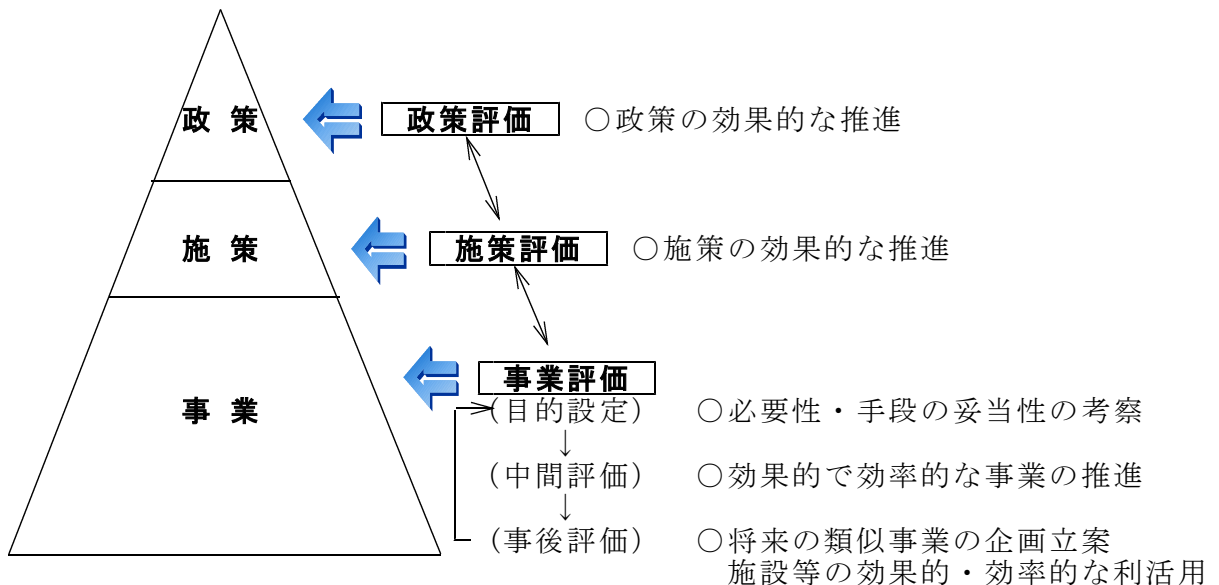 政 策
政策評価
○政策の効果的な推進
施 策
施策評価
○施策の効果的な推進
事 業
事業評価
(目的設定)
○必要性・手段の妥当性の考察
↓
(中間評価)
○効果的で効率的な事業の推進
↓
(事後評価)
○将来の類似事業の企画立案
施設等の効果的・効率的な利活用